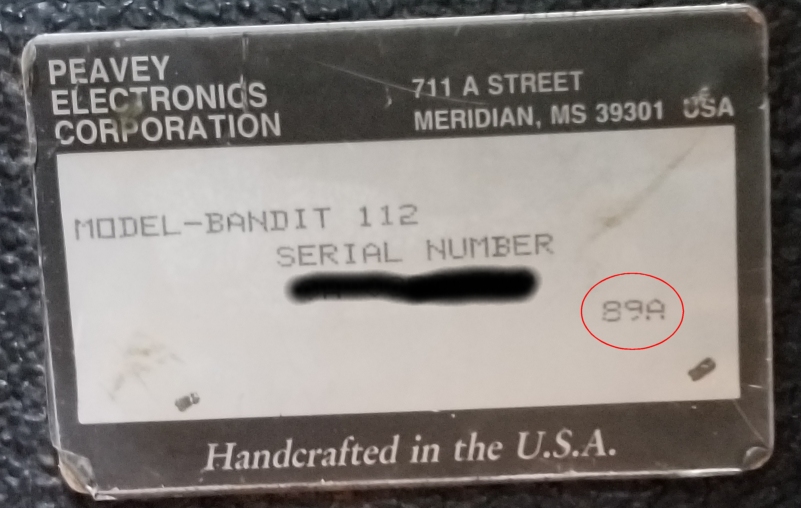 PEAVEY
ELECTRONICS
CORPORATION
711 A STREET
MERIDIAN, MS 39301 USA
MODEL-BANDIT 112
SERIAL NUMBER
89A
Handcrafted in the U.S.A.